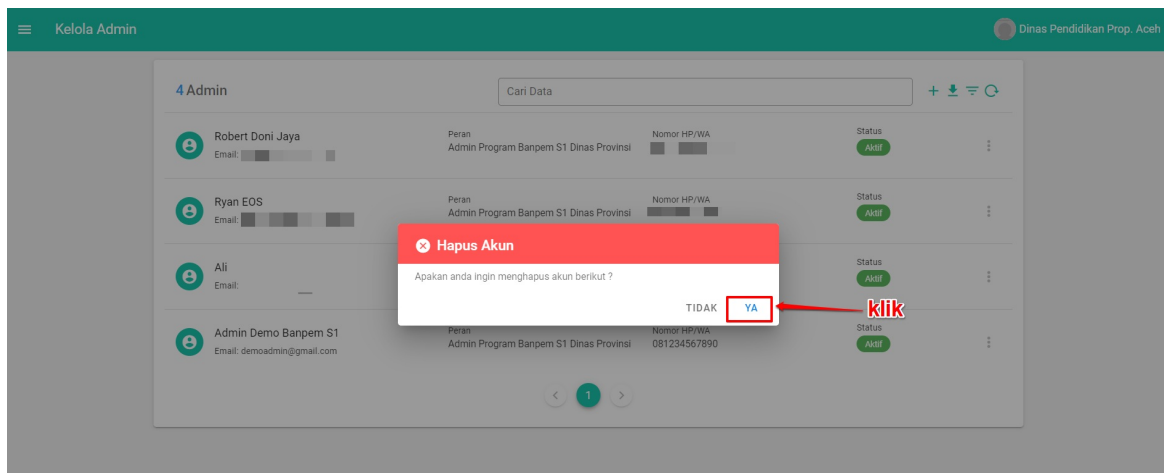 Kelola Admin
Dinas Pendidikan Prop. Aceh
4 Admin
Cari Data
Robert Doni Jaya
Email:
Peran
Admin Program Banpem S1 Dinas Provinsi
Nomor HP/WA
Status
Aktif
Ryan EOS
Email:
Peran
Admin Program Banpem S1 Dinas Provinsi
Nomor HP/WA
Status
Aktif
Hapus Akun
Apakan anda ingin menghapus akun berikut ?
TIDAK
YA
klik
Ali
Email:
Status
Aktif
Admin Demo Banpem S1
Email: demoadmin@gmail.com
Peran
Admin Program Banpem S1 Dinas Provinsi
Nomor HP/WA
081234567890
Status
Aktif
1